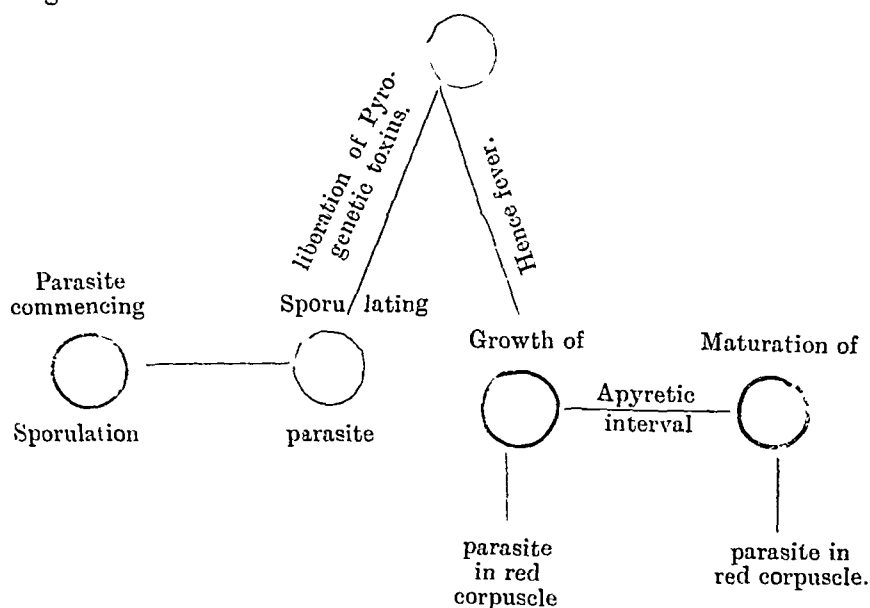 liberation of Pyro-
genetic toxius.
Hence fever.
Parasite
commencing
Sporulation
Sporu lating
parasite
Growth of
parasite
in red
corpuscle
Apyretic
interval
Maturation of
parasite in
red corpuscle.